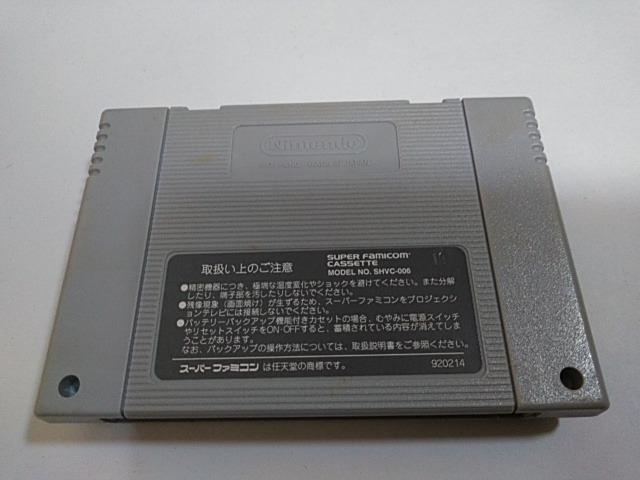 Nintendo
取扱い上のご注意
SUPER FAMICOM™
CASSETTE
MODEL NO. SHVC-006
●精密機器につき、極端な温度変化やショックを避けてください。また分解
したり、端子部を汚したりしないでください。
●残像現象（画面焼け）が生ずるため、スーパーファミコンをプロジェクシ
ョンテレビには接続しないでください。
●バッテリーバックアップ機能付きカセットの場合、むやみに電源スイッチ
やリセットスイッチをON・OFFすると、蓄積されている内容が消えてしま
うことがあります。
なお、バックアップの操作方法については、取扱説明書をご参照ください。
スーパーファミコンは任天堂の商標です。
920214